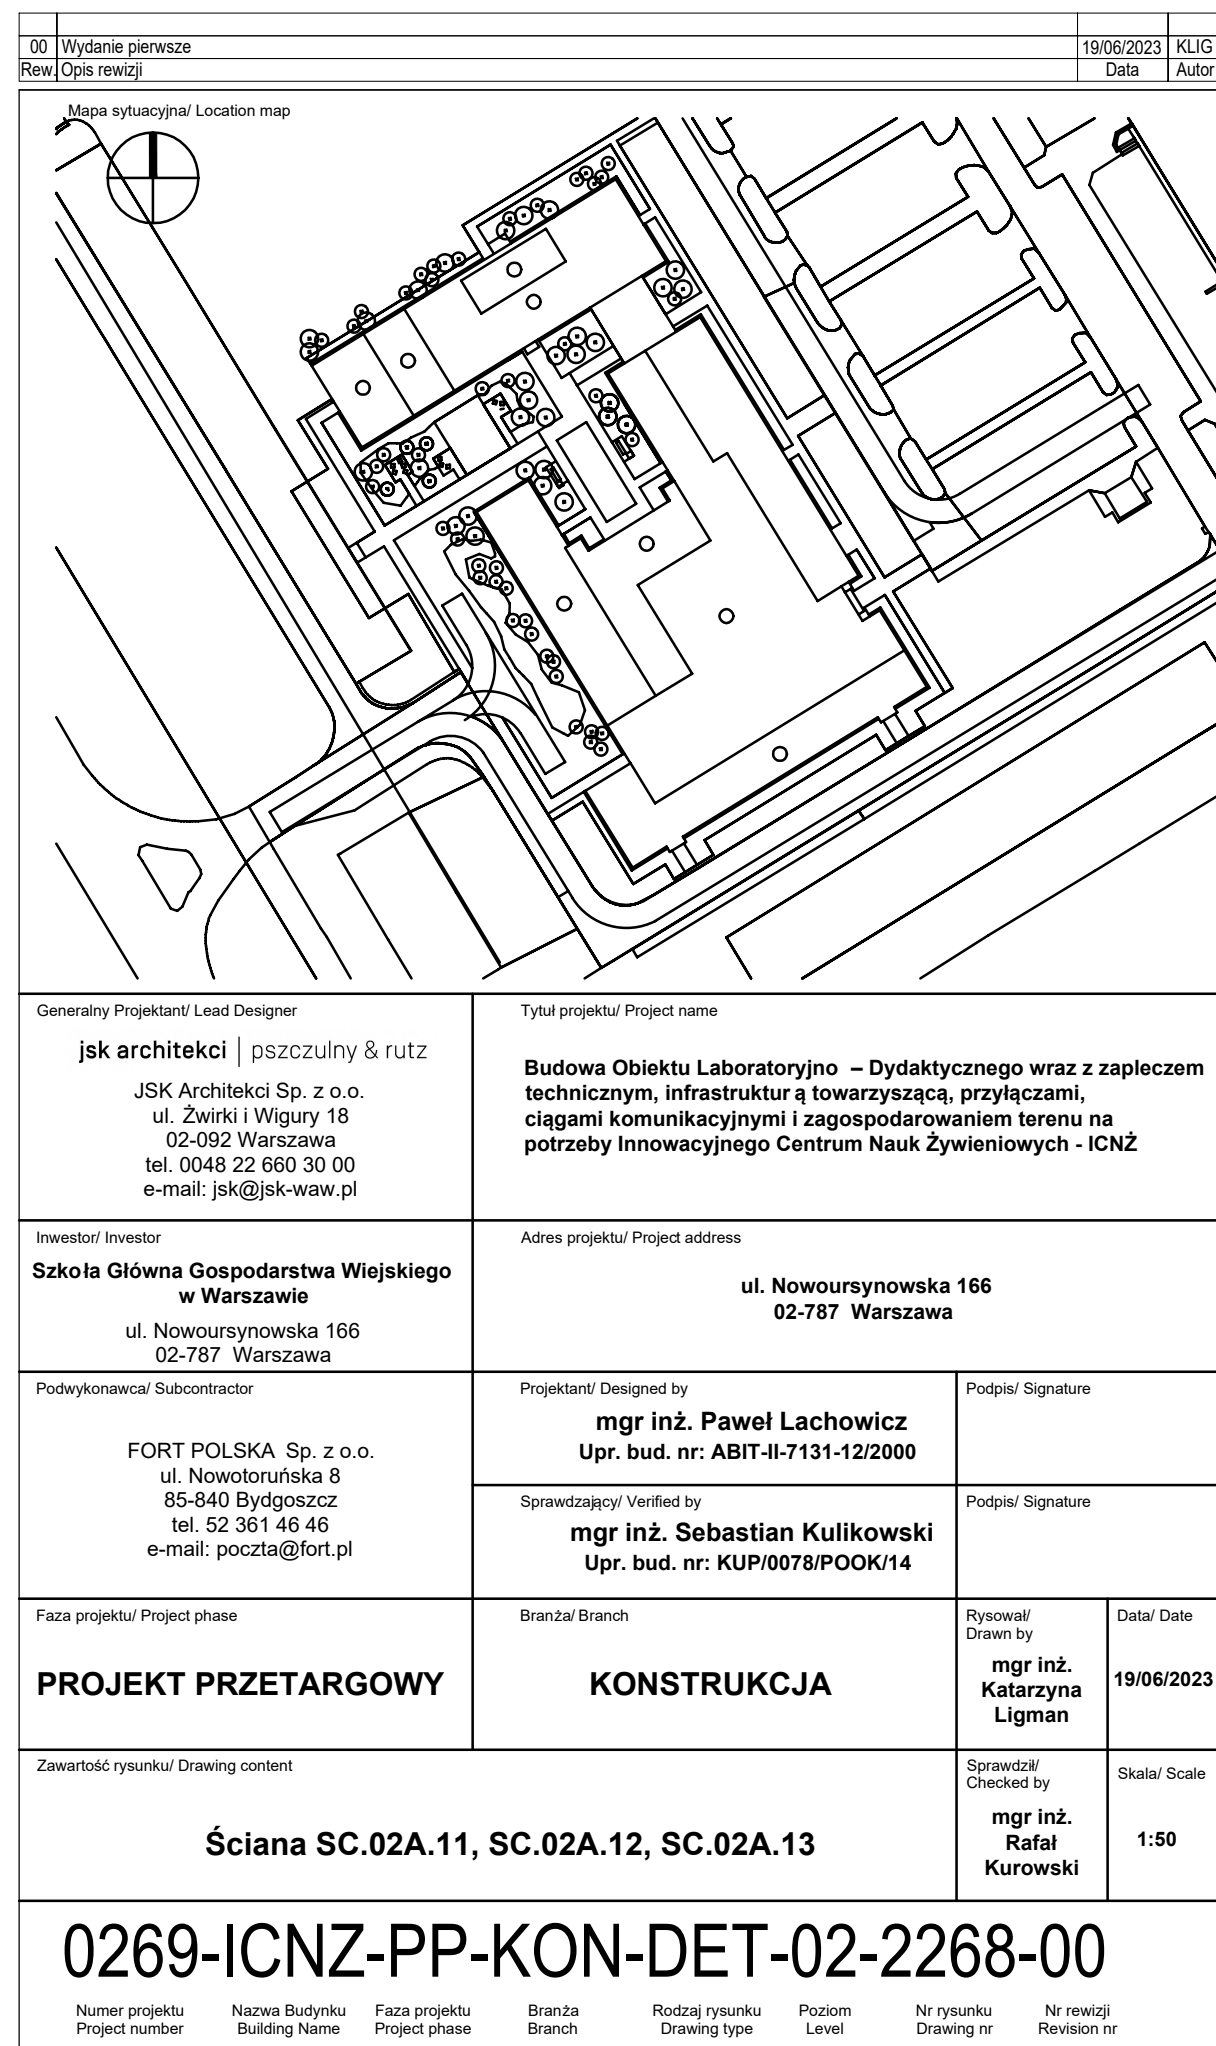 00 Wydanie pierwsze 19/06/2023 KLIG
Rew. Opis rewizji Data Autor
Mapa sytuacyjna/ Location map
Generalny Projektant/ Lead Designer
jsk architekci | pszczulny & rutz
JSK Architekci Sp. z o.o.
ul. Żwirki i Wigury 18
02-092 Warszawa
tel. 0048 22 660 30 00
e-mail: jsk@jsk-waw.pl
Tytuł projektu/ Project name
Budowa Obiektu Laboratoryjno – Dydaktycznego wraz z zapleczem
technicznym, infrastruktur ą towarzyszącą, przyłączami,
ciągami komunikacyjnymi i zagospodarowaniem terenu na
potrzeby Innowacyjnego Centrum Nauk Żywieniowych - ICNŻ
Inwestor/ Investor
Szkoła Główna Gospodarstwa Wiejskiego
w Warszawie
ul. Nowoursynowska 166
02-787 Warszawa
Adres projektu/ Project address
ul. Nowoursynowska 166
02-787 Warszawa
Podwykonawca/ Subcontractor
FORT POLSKA Sp. z o.o.
ul. Nowotoruńska 8
85-840 Bydgoszcz
tel. 52 361 46 46
e-mail: poczta@fort.pl
Projektant/ Designed by
mgr inż. Paweł Lachowicz
Upr. bud. nr: ABIT-II-7131-12/2000
Podpis/ Signature
Sprawdzający/ Verified by
mgr inż. Sebastian Kulikowski
Upr. bud. nr: KUP/0078/POOK/14
Podpis/ Signature
Faza projektu/ Project phase
PROJEKT PRZETARGOWY
Branża/ Branch
KONSTRUKCJA
Rysował/
Drawn by
mgr inż.
Katarzyna
Ligman
Data/ Date
19/06/2023
Zawartość rysunku/ Drawing content
Ściana SC.02A.11, SC.02A.12, SC.02A.13
Sprawdził/
Checked by
mgr inż.
Rafał
Kurowski
Skala/ Scale
1:50
0269-ICNZ-PP-KON-DET-02-2268-00
Numer projektu Nazwa Budynku Faza projektu Branża Rodzaj rysunku Poziom Nr rysunku Nr rewizji
Project number Building Name Project phase Branch Drawing type Level Drawing nr Revision nr